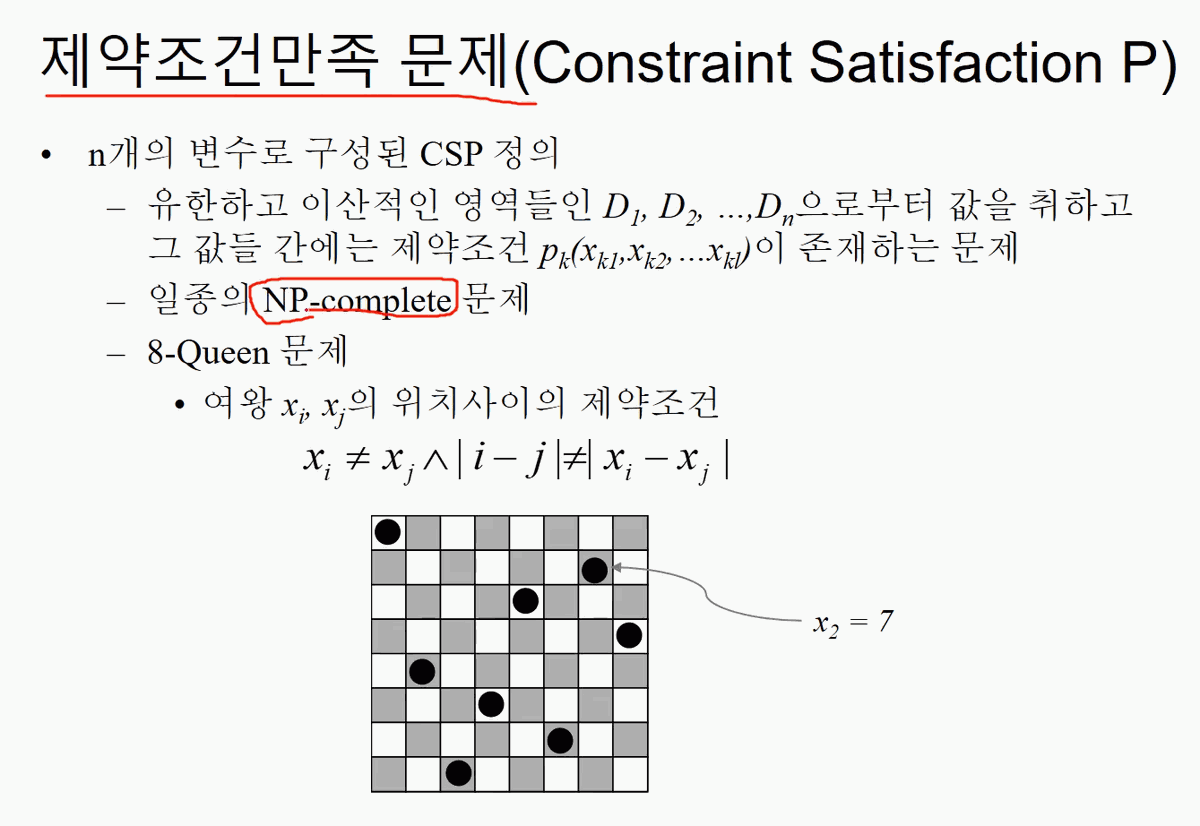 제약조건만족 문제(Constraint Satisfaction P)
• n개의 변수로 구성된 CSP 정의
– 유한하고 이산적인 영역들인 D₁, D₂, ...,Dₙ으로부터 값을 취하고
그 값들 간에는 제약조건 pₖ(xₖ₁,xₖ₂,...xₖₗ)이 존재하는 문제
– 일종의 NP-complete 문제
– 8-Queen 문제
• 여왕 xᵢ, xⱼ의 위치사이의 제약조건
xᵢ ≠ xⱼ ∧ | i − j |≠| xᵢ − xⱼ |
x₂ = 7